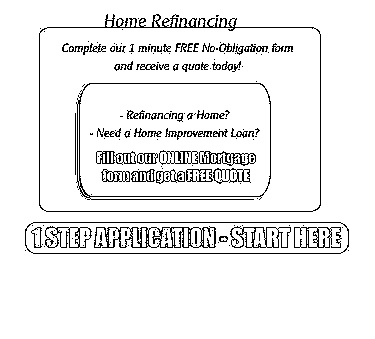 Home Refinancing
Complete our 1 minute FREE No-Obligation form
and receive a quote today!
- Refinancing a Home?
- Need a Home Improvement Loan?
Fill out our ONLINE Mortgage
form and get a FREE QUOTE
1 STEP APPLICATION - START HERE